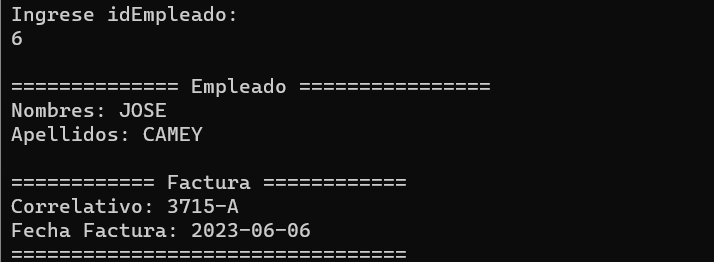 Ingrese idEmpleado:
6
============== Empleado ================
Nombres: JOSE
Apellidos: CAMEY
============ Factura ============
Correlativo: 3715-A
Fecha Factura: 2023-06-06
=================================